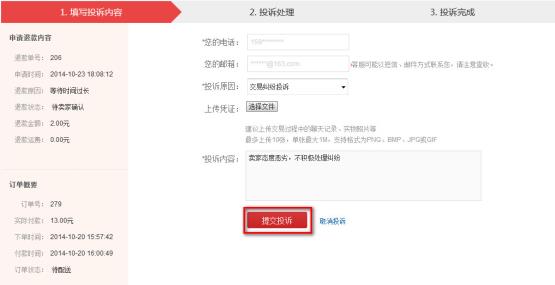 1. 填写投诉内容
2. 投诉处理
3. 投诉完成
申请退款内容
退款单号： 206
申请时间： 2014-10-23 18:08:12
退款原因： 等待时间过长
退款状态： 待卖家确认
退款金额： 2.00元
退款运费： 0.00元
订单概要
订单号： 279
实际付款： 13.00元
下单时间： 2014-10-20 15:57:42
付款时间： 2014-10-20 16:00:49
订单状态： 待配送
*您的电话： 159********
*您的邮箱： ******@163.com *客服可能以短信、邮件方式联系您，请注意查收。
*投诉原因： 交易纠纷投诉
上传凭证： 选择文件
建议上传交易过程中的聊天记录、实物照片等
最多上传10张，单张最大1M，支持格式为PNG、BMP、JPG或GIF
*投诉内容： 卖家态度恶劣，不积极处理纠纷
提交投诉 取消投诉